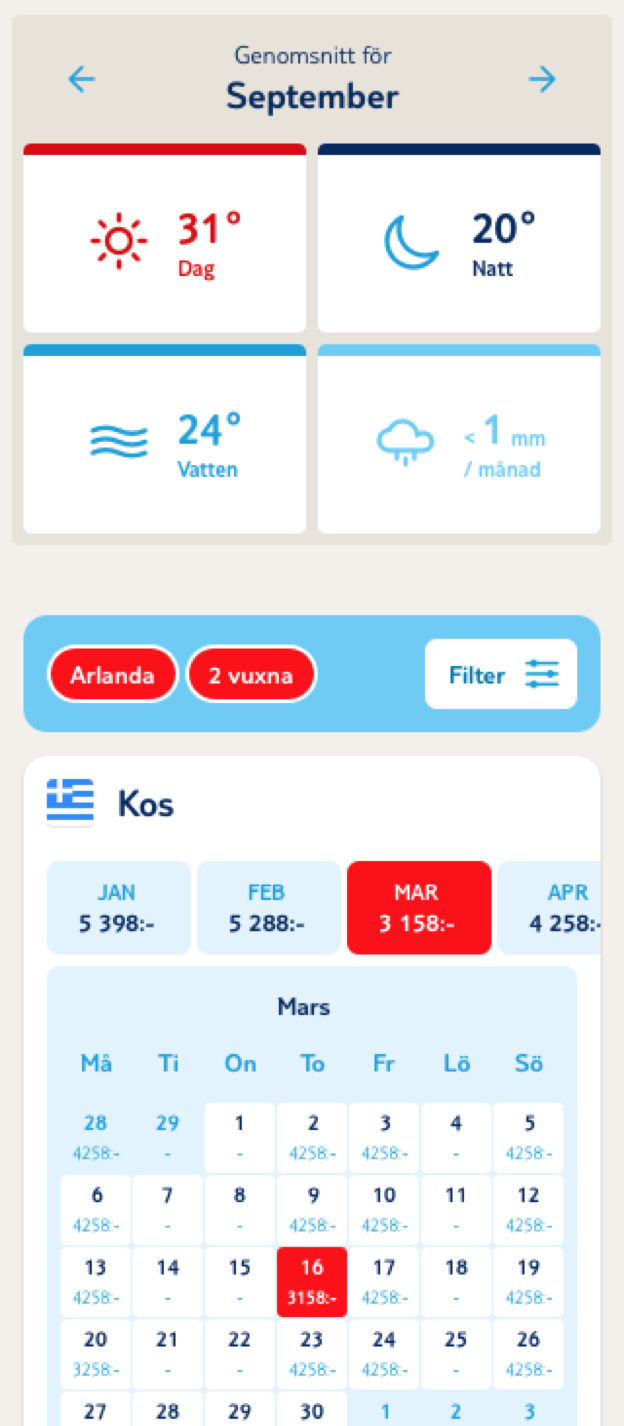 Genomsnitt för
September
31°
Dag
20°
Natt
24°
Vatten
< 1 mm
/ månad
Arlanda
2 vuxna
Filter
Kos
JAN FEB MAR APR
5 398:- 5 288:- 3 158:- 4 258:-
Mars
Må Ti On To Fr Lö Sö
28 29 1 2 3 4 5
4258:- - - 4258:- 4258:- - 4258:-
6 7 8 9 10 11 12
4258:- - - 4258:- 4258:- - 4258:-
13 14 15 16 17 18 19
4258:- - - 3158:- 4258:- - 4258:-
20 21 22 23 24 25 26
3258:- - - 4258:- 4258:- - 4258:-
27 28 29 30 1 2 3